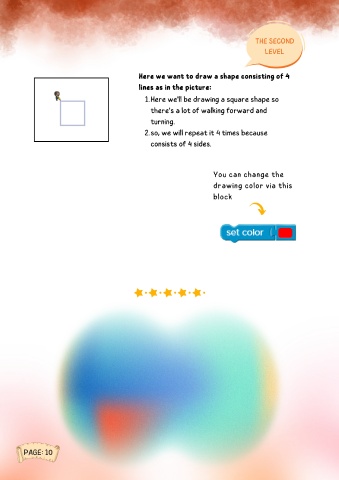 THE SECOND
LEVEL
Here we want to draw a shape consisting of 4
lines as in the picture:
1.Here we'll be drawing a square shape so
there's a lot of walking forward and
turning.
2.so, we will repeat it 4 times because
consists of 4 sides.
You can change the
drawing color via this
block
set color
PAGE: 10